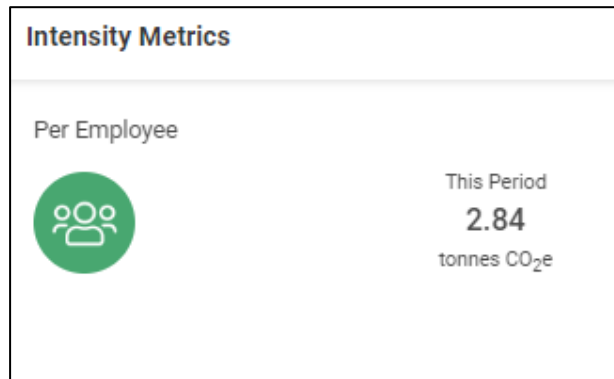 Intensity Metrics
Per Employee
This Period
2.84
tonnes CO₂e